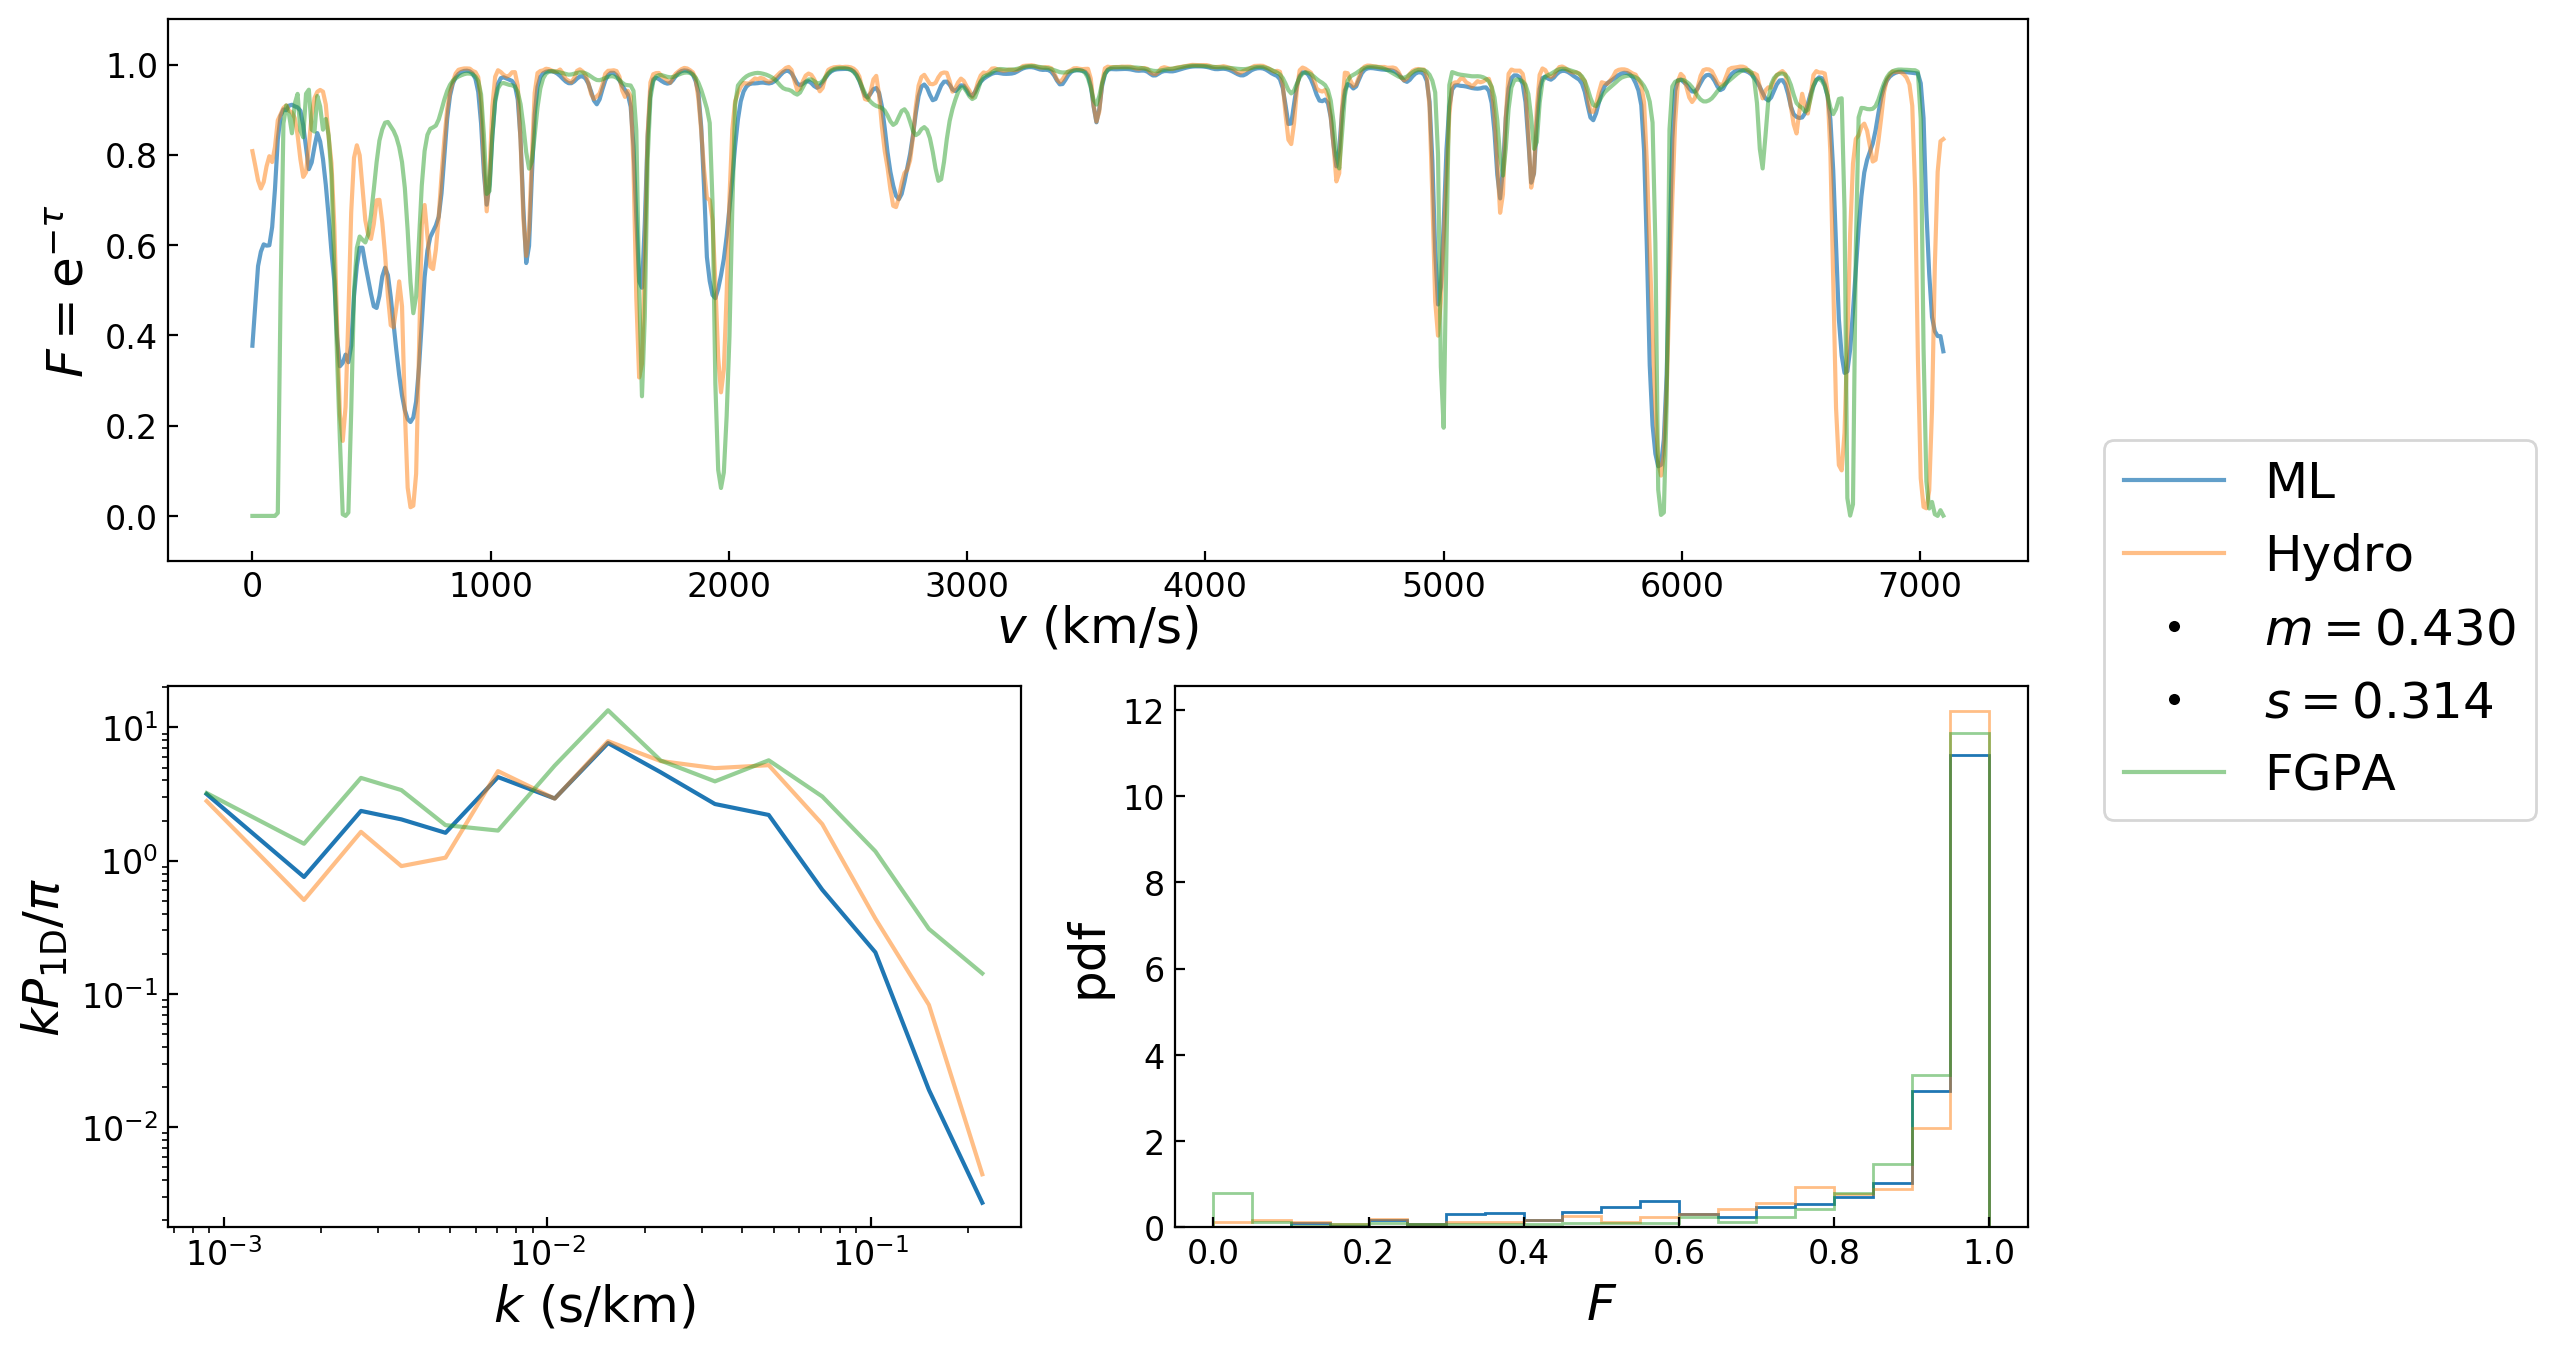 F = e^{−τ}
1.0
0.8
0.6
0.4
0.2
0.0
0 1000 2000 3000 4000 5000 6000 7000
v (km/s)
ML
Hydro
m = 0.430
s = 0.314
FGPA
kP_{1D}/π
10^1
10^0
10^{−1}
10^{−2}
10^{−3} 10^{−2} 10^{−1}
k (s/km)
pdf
12
10
8
6
4
2
0
0.0 0.2 0.4 0.6 0.8 1.0
F